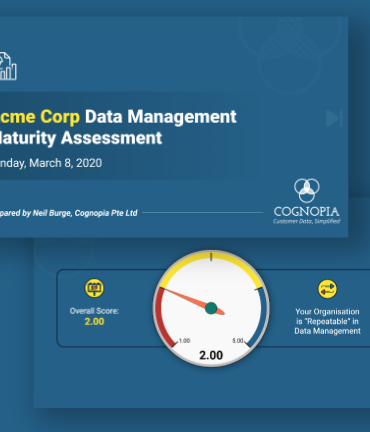 cme Corp Data Management
laturity Assessment
nday, March 8, 2020
pared by Neil Burge, Cognopia Pte Ltd
COGNOPIA
Customer Data, Simplified
Overall Score:
2.00
1.00
5.00
2.00
Your Organisation
is "Repeatable" in
Data Management